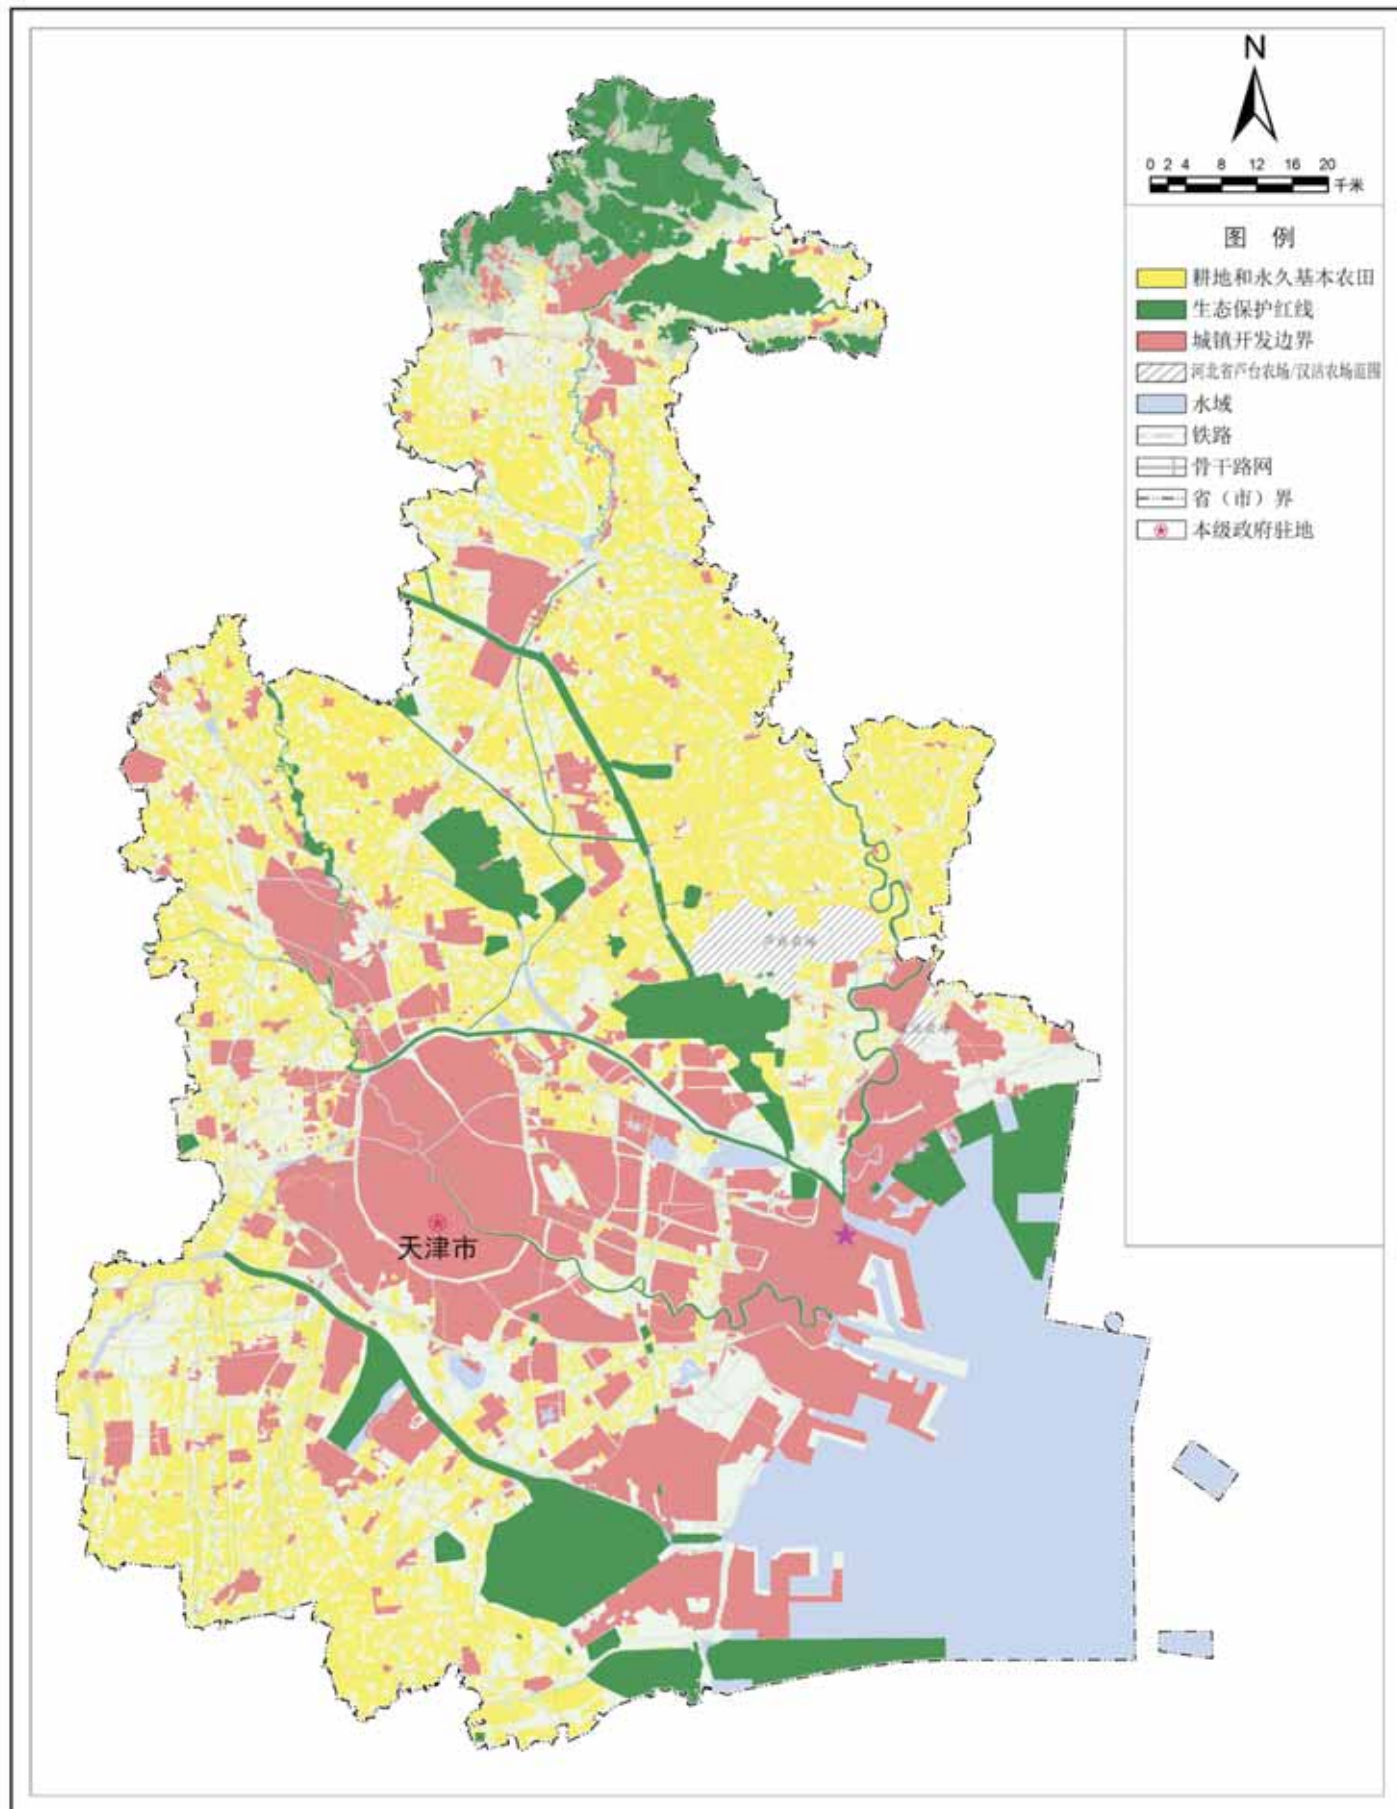 N
0 2 4 8 12 16 20
千米
图 例
耕地和永久基本农田
生态保护红线
城镇开发边界
河北省芦台农场/汉沽农场范围
水域
铁路
骨干路网
省（市）界
本级政府驻地
天津市